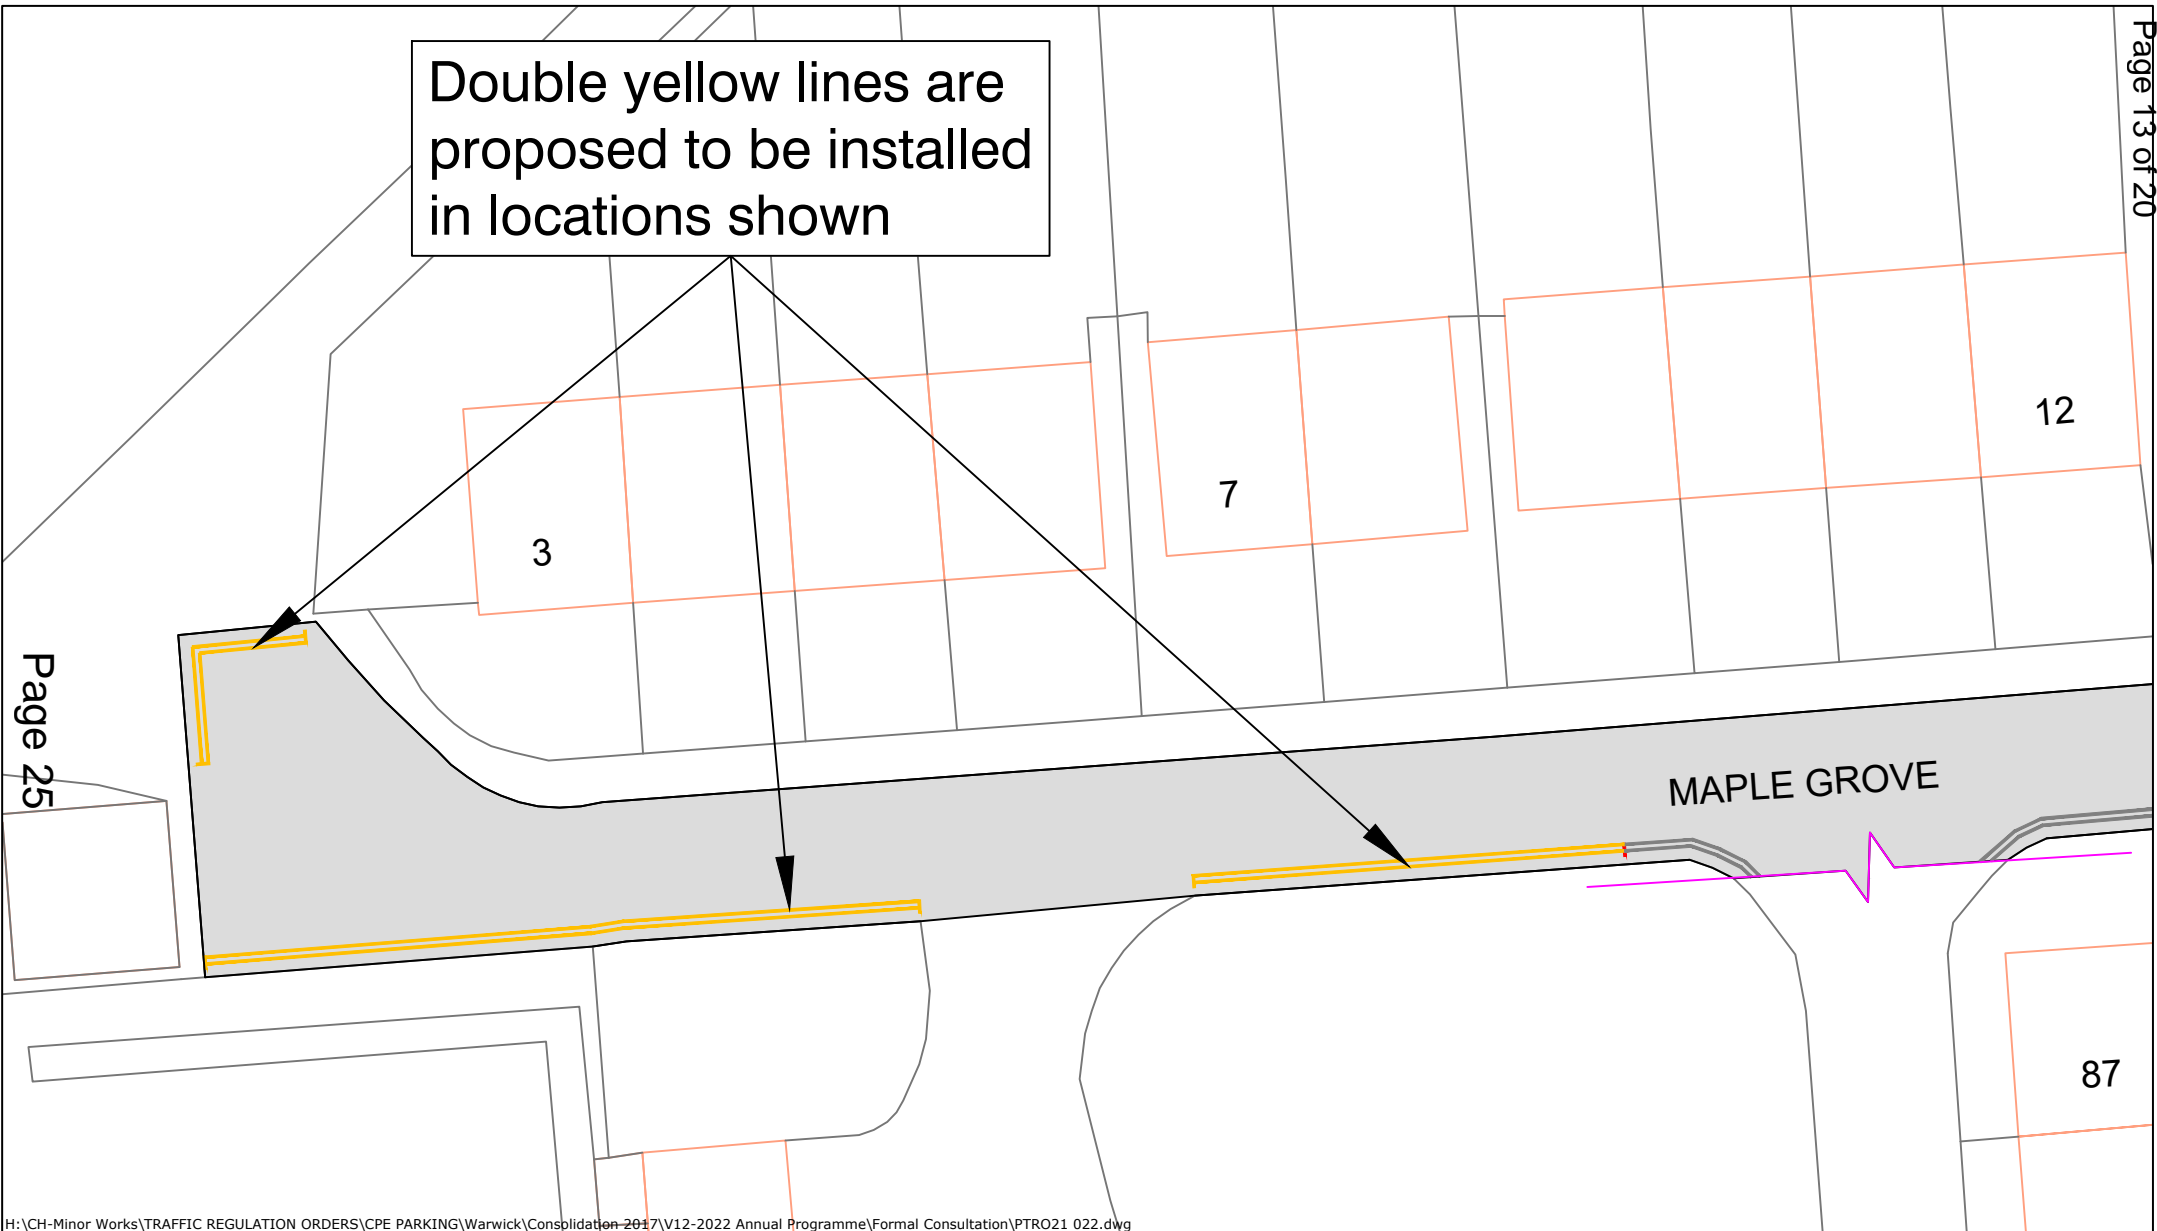 Double yellow lines are
proposed to be installed
in locations shown
Page 13 of 20
12
7
3
Page 25
MAPLE GROVE
87
H:\CH-Minor Works\TRAFFIC REGULATION ORDERS\CPE PARKING\Warwick\Consplidation 2017\V12-2022 Annual Programme\Formal Consultation\PTRO21 022.dwg